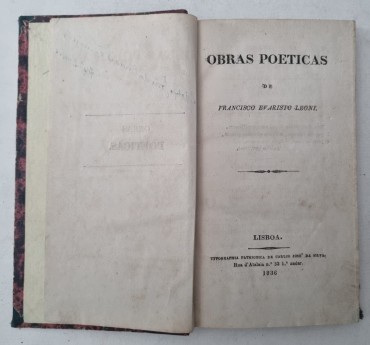 OBRAS POETICAS
DE
FRANCISCO EVARISTO LEONI.
LISBOA.
TYPOGRAPHIA PATRIOTICA DE CARLOS JOSÉ DA SILVA,
Rua d'Atalaia n.º 52 1.º andar.
1836